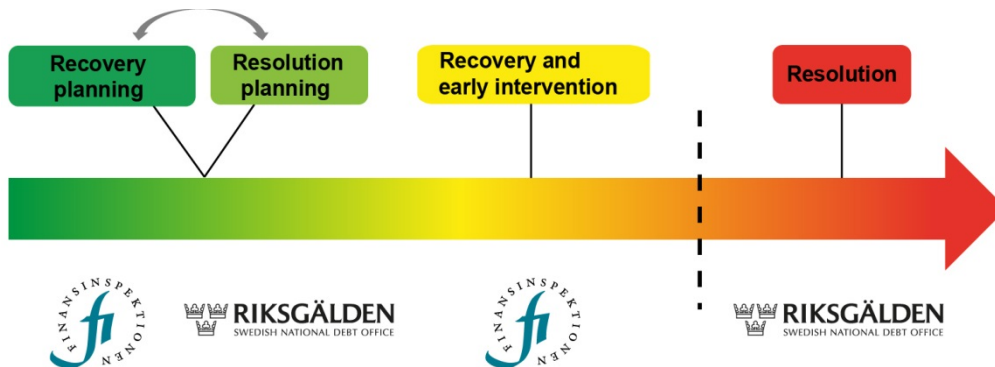 Recovery
planning
Resolution
planning
Recovery and
early intervention
Resolution
FINANSINSPEKTIONEN
fi
RIKSGÄLDEN
SWEDISH NATIONAL DEBT OFFICE
FINANSINSPEKTIONEN
fi
RIKSGÄLDEN
SWEDISH NATIONAL DEBT OFFICE